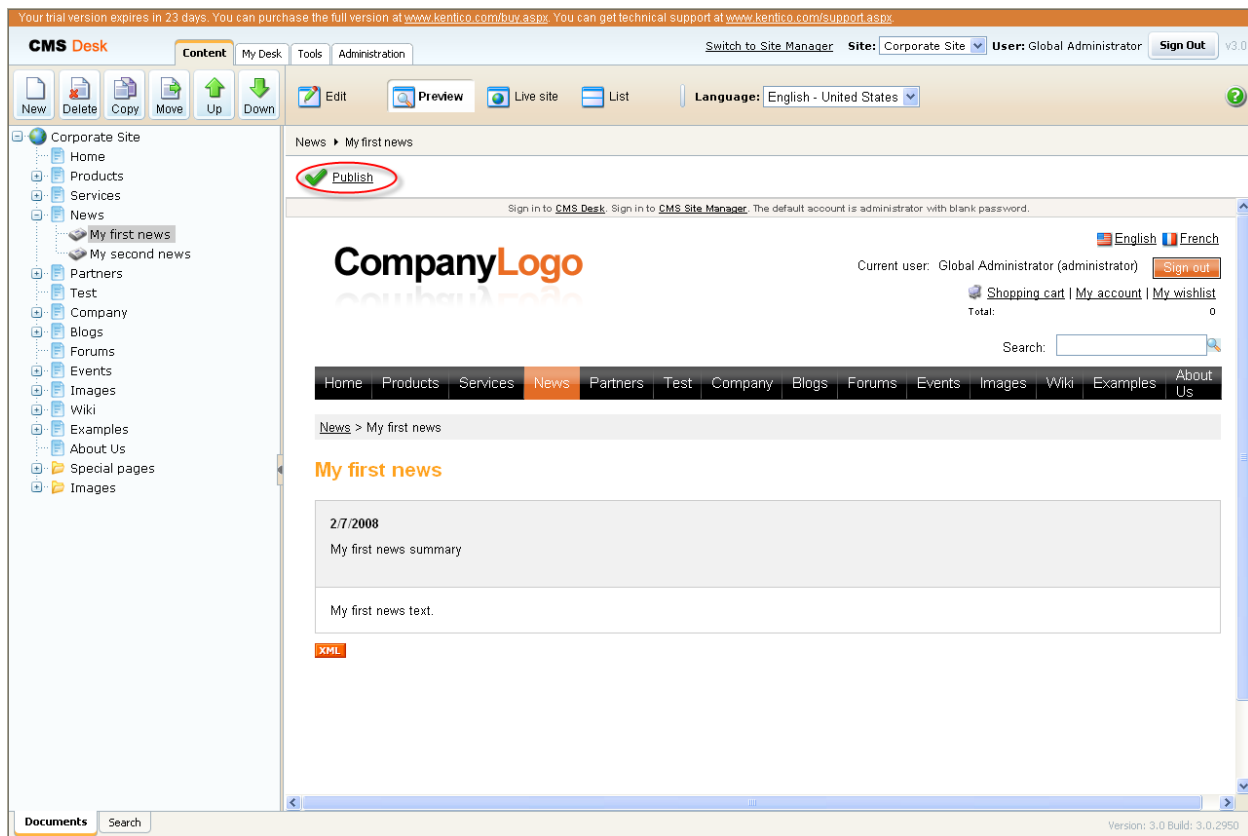 Your trial version expires in 23 days. You can purchase the full version at www.kentico.com/buy.aspx. You can get technical support at www.kentico.com/support.aspx.
CMS Desk
Content My Desk Tools Administration
Switch to Site Manager Site: Corporate Site User: Global Administrator Sign Out v3.0
New Delete Copy Move Up Down
Edit Preview Live site List Language: English - United States
Corporate Site
Home
Products
Services
News
My first news
My second news
Partners
Test
Company
Blogs
Forums
Events
Images
Wiki
Examples
About Us
Special pages
Images
News My first news
Publish
Sign in to CMS Desk. Sign in to CMS Site Manager. The default account is administrator with blank password.
English French
CompanyLogo
Current user: Global Administrator (administrator) Sign out
Shopping cart | My account | My wishlist
Total: 0
Search:
Home Products Services News Partners Test Company Blogs Forums Events Images Wiki Examples About Us
News > My first news
My first news
2/7/2008
My first news summary
My first news text.
XML
Documents Search
Version: 3.0 Build: 3.0.2950